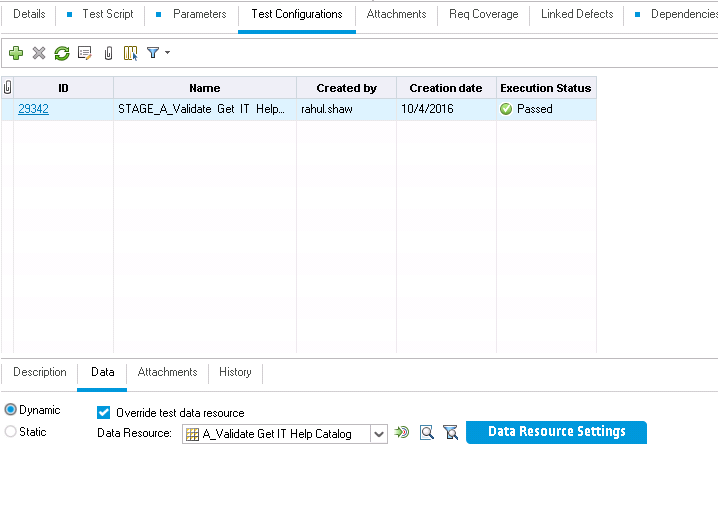 Details Test Script Parameters Test Configurations Attachments Req Coverage Linked Defects Dependencies
ID Name Created by Creation date Execution Status
29342 STAGE_A_Validate Get IT Help... rahul.shaw 10/4/2016 Passed
Description Data Attachments History
Dynamic Override test data resource
Static Data Resource: A_Validate Get IT Help Catalog Data Resource Settings